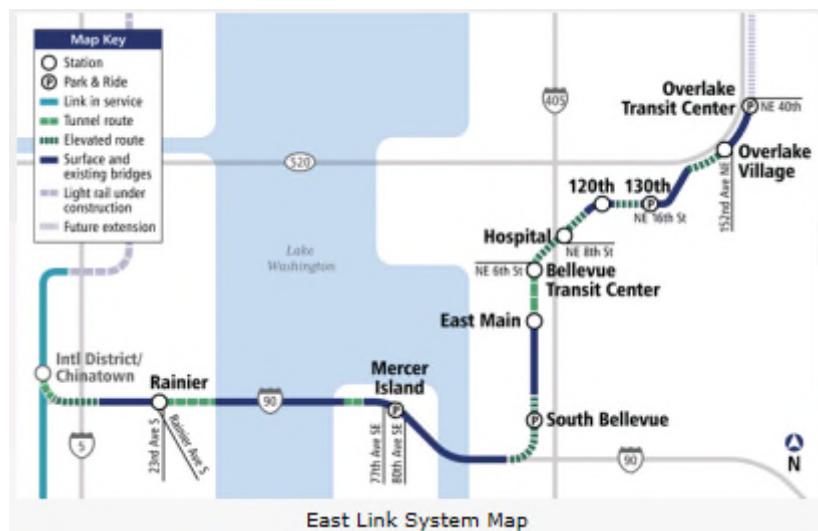 Map Key
Station
P Park & Ride
Link in service
Tunnel route
Elevated route
Surface and
existing bridges
Light rail under
construction
Future extension
405
Overlake
Transit Center
P NE 40th
520
Overlake
Village
152nd Ave NE
120th
130th
P
NE 16th St
Hospital
NE 8th St
Lake
Washington
NE 6th St
Bellevue
Transit Center
East Main
Intl District/
Chinatown
Rainier
90
Mercer
Island
P
P South Bellevue
23rd Ave S
Rainier Ave S
5
77th Ave SE
80th Ave SE
90
N
East Link System Map